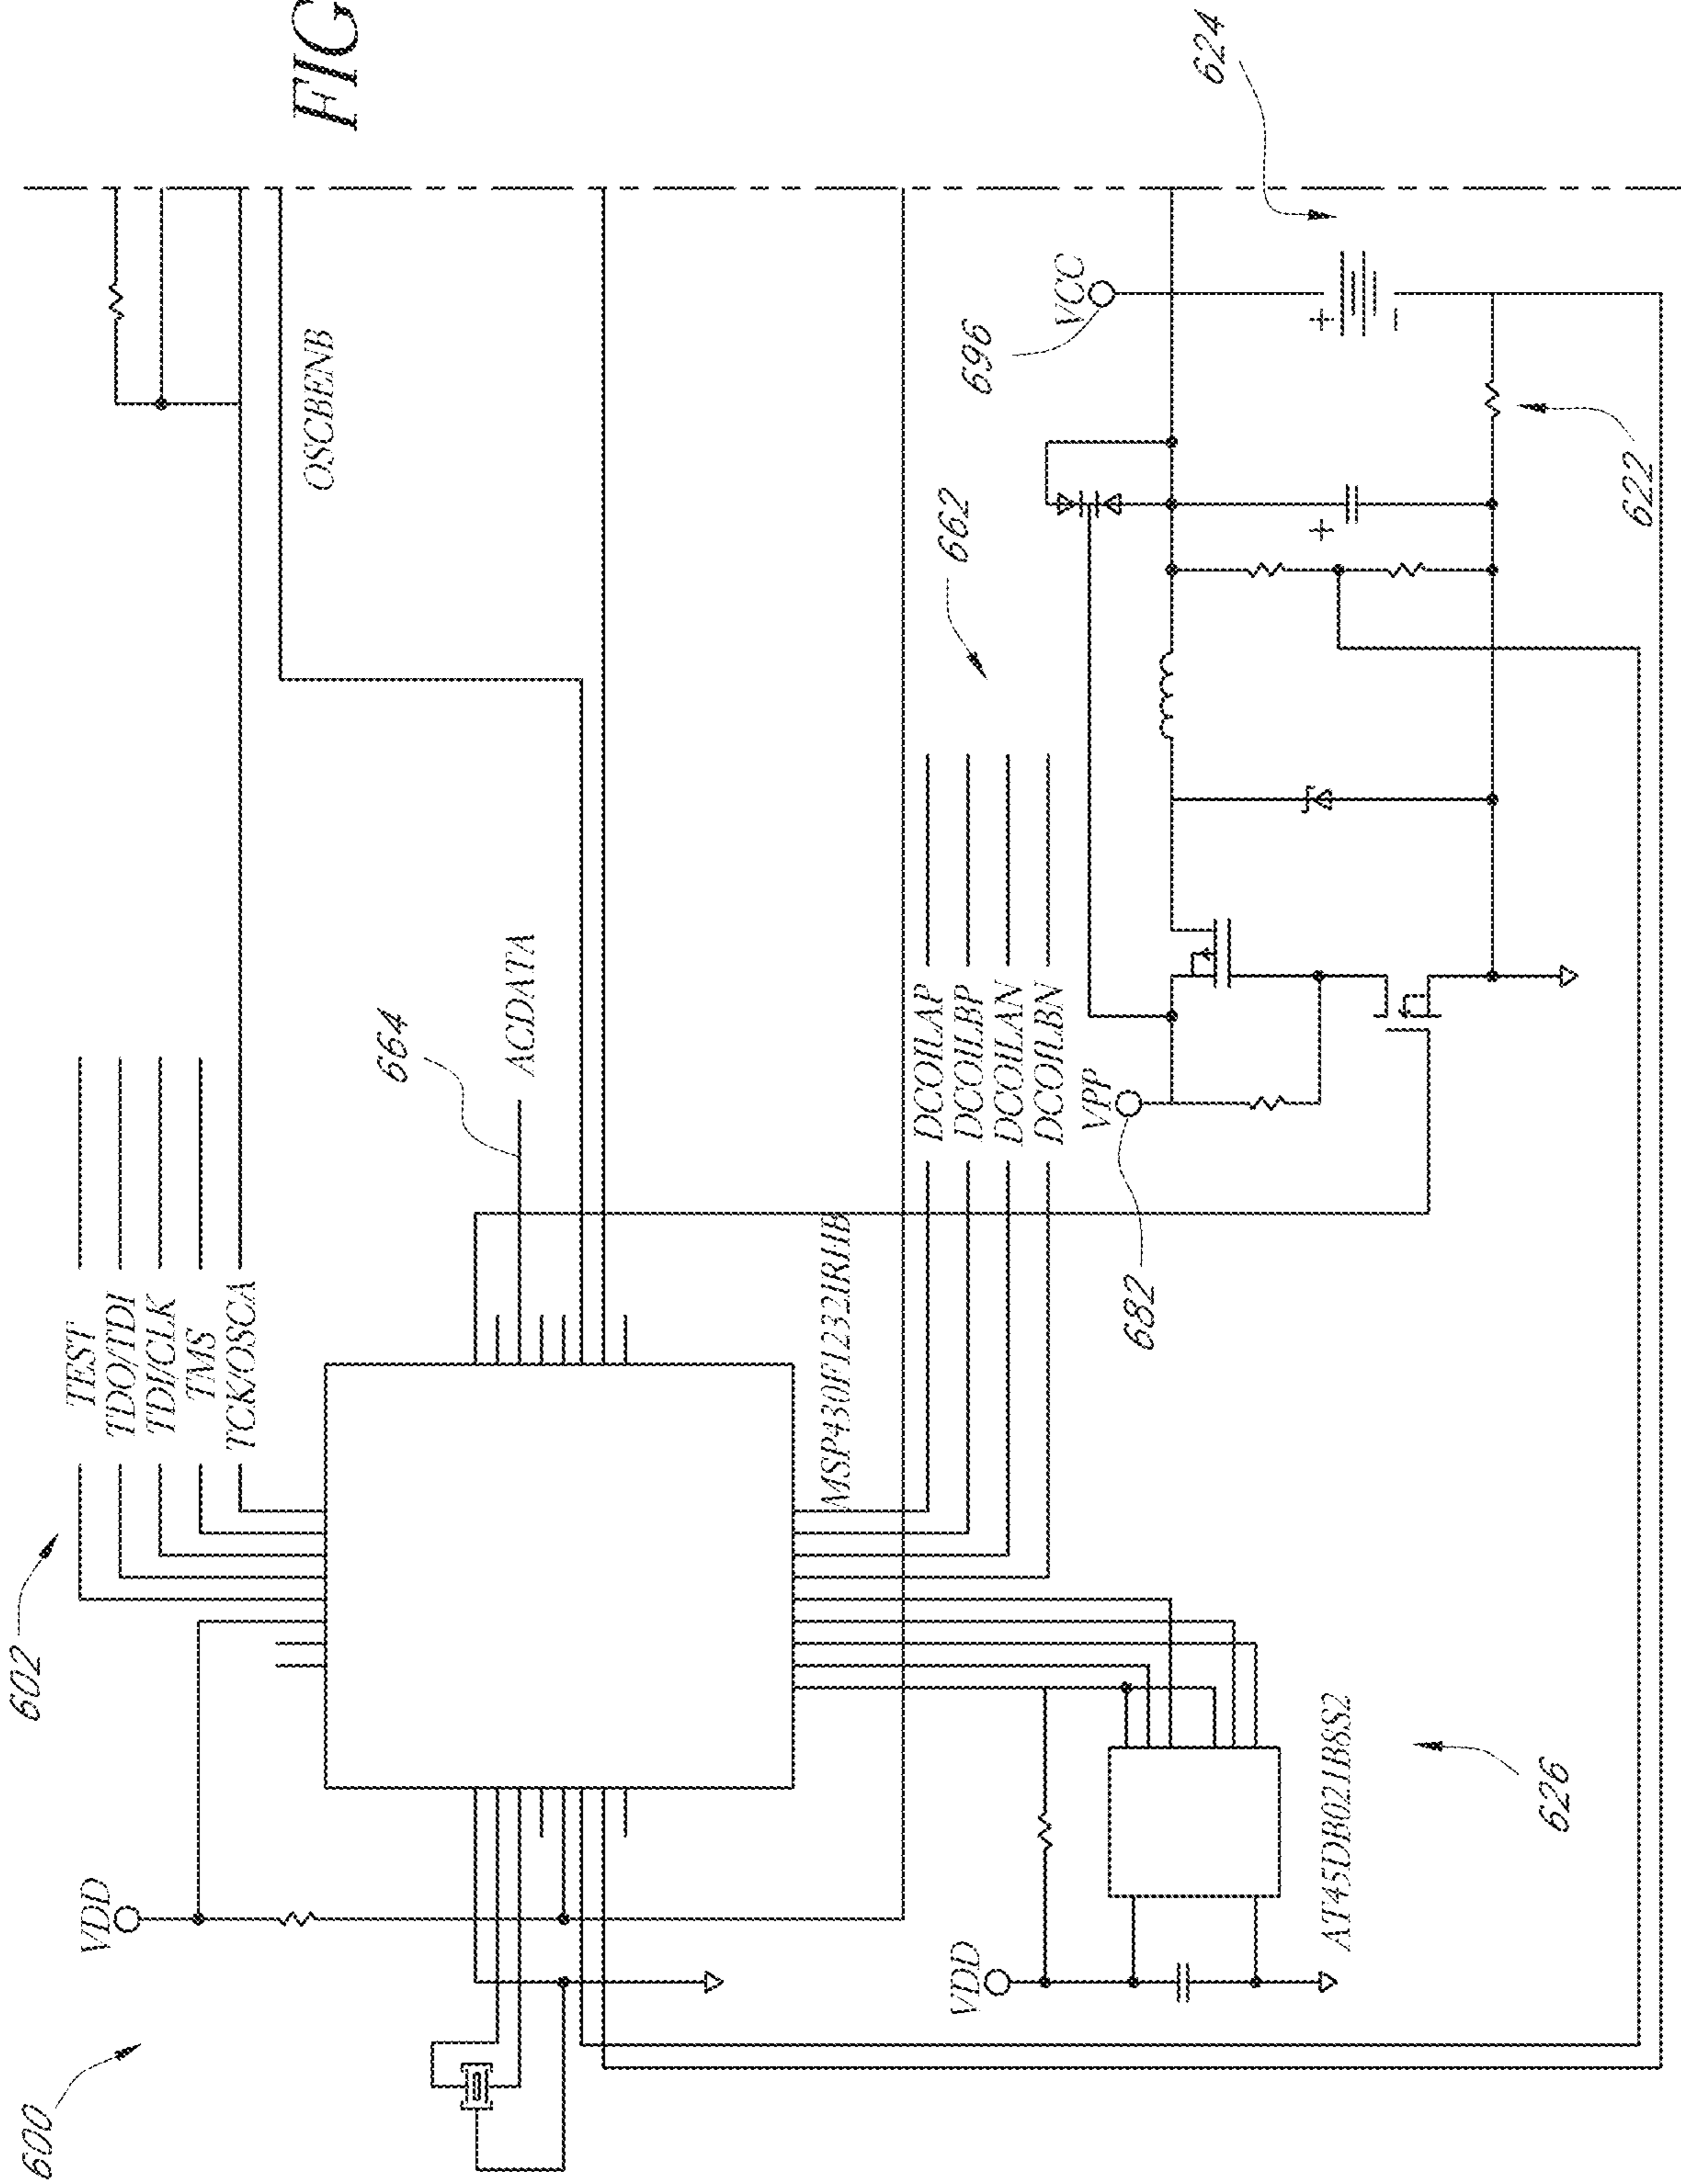 FIG
600
602
VDD
TEST
TDO/TDI
TDI/CLK
TMS
TCK/OSCA
OSCBENB
664
ACDATA
MSP430F1232IRHB
662
DCOILAP
DCOILBP
DCOILAN
DCOILBN
VPP
682
696
VCC
624
+
+
−
622
VDD
AT45DB021B8S2
626